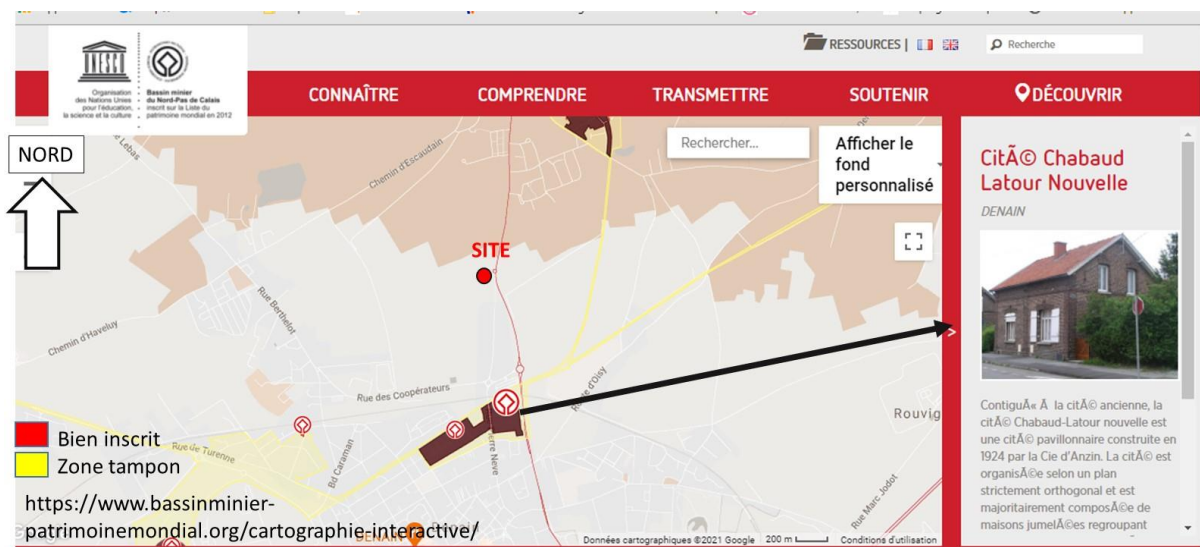 RESSOURCES |
Recherche
UNESCO
Organisation
des Nations Unies
pour l'éducation,
la science et la culture
Bassin minier
du Nord-Pas de Calais
inscrit sur la Liste du
patrimoine mondial en 2012
CONNAÎTRE COMPRENDRE TRANSMETTRE SOUTENIR DÉCOUVRIR
NORD
Lebas
Chemin d'Escaudain
Rechercher...
Afficher le
fond
personnalisé
SITE
Rue Berthelot
Chemin d'Haveluy
Rue des Coopérateurs
Rue de Turenne
Bd Caraman
erre Neve
d'Oisy
Rouvig
Rue Marc Jodot
Bien inscrit
Zone tampon
https://www.bassinminier-
patrimoinemondial.org/cartographie-interactive/
DENAIN
Données cartographiques ©2021 Google 200 m Conditions d'utilisation
CitÃ© Chabaud
Latour Nouvelle
DENAIN
ContiguÃ« Ã la citÃ© ancienne, la
citÃ© Chabaud-Latour nouvelle est
une citÃ© pavillonnaire construite en
1924 par la Cie d'Anzin. La citÃ© est
organisÃ©e selon un plan
strictement orthogonal et est
majoritairement composÃ©e de
maisons jumelÃ©es regroupant